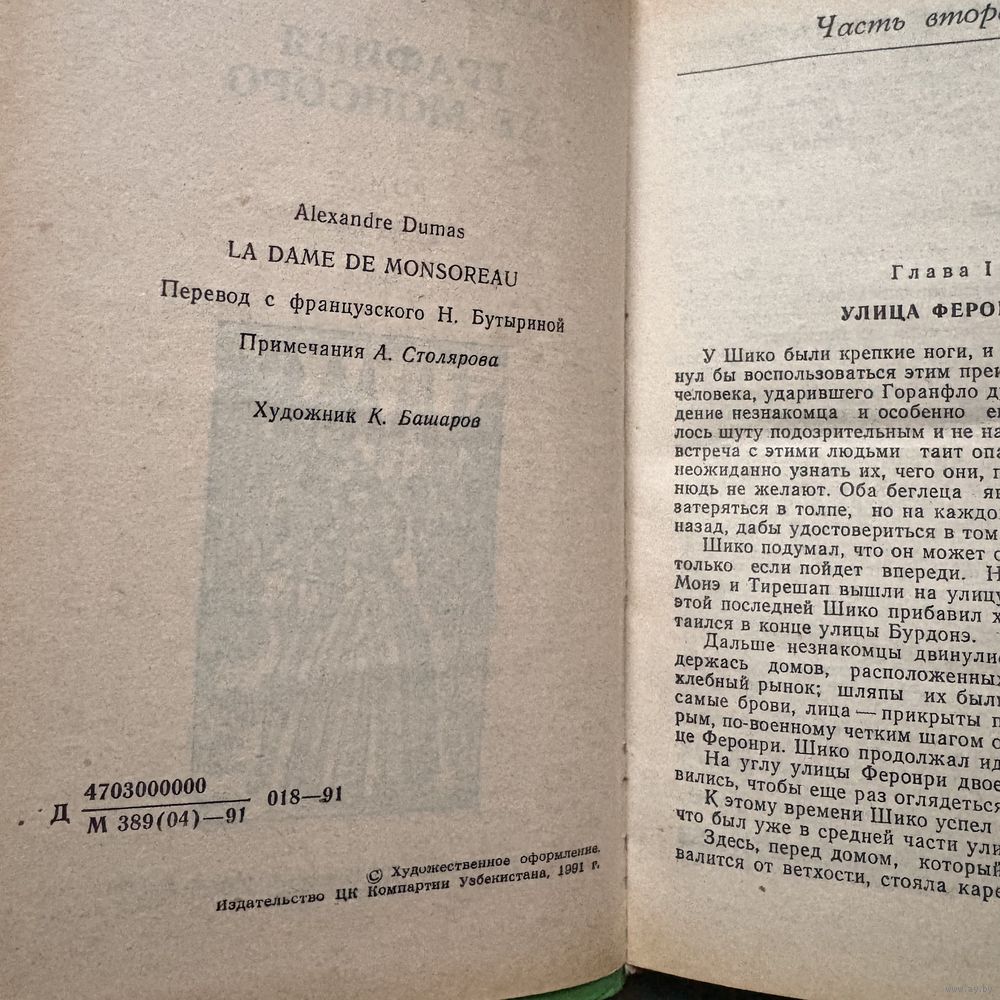 Alexandre Dumas
LA DAME DE MONSOREAU
Перевод с французского Н. Бутыриной
Примечания А. Столярова
Художник К. Башаров
Д 4703000000 018—91
М 389(04)—91
© Художественное оформление.
Издательство ЦК Компартии Узбекистана, 1991 г.
Часть втор
Глава I
УЛИЦА ФЕРО
У Шико были крепкие ноги, и
нул бы воспользоваться этим пре
человека, ударившего Горанфло д
дение незнакомца и особенно е
лось шуту подозрительным и не на
встреча с этими людьми таит опа
неожиданно узнать их, чего они, п
нюдь не желают. Оба беглеца яв
затеряться в толпе, но на каждо
назад, дабы удостовериться в том
Шико подумал, что он может с
только если пойдет впереди. Н
Монэ и Тирешап вышли на улицу
этой последней Шико прибавил х
таился в конце улицы Бурдонэ.
Дальше незнакомцы двинулис
держась домов, расположенных
хлебный рынок; шляпы их был
самые брови, лица — прикрыты п
рым, по-военному четким шагом с
це Феронри. Шико продолжал ид
На углу улицы Феронри двое
вились, чтобы еще раз оглядеться
К этому времени Шико успел
что был уже в средней части ули
Здесь, перед домом, который
валится от ветхости, стояла каре
www.ay.by